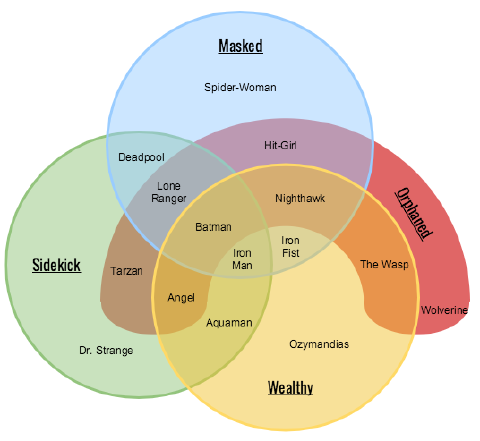 Masked
Spider-Woman
Hit-Girl
Deadpool
Lone
Ranger
Nighthawk
Orphaned
Batman
Iron
Fist
Iron
Man
Sidekick
Tarzan
The Wasp
Angel
Wolverine
Aquaman
Dr. Strange
Ozymandias
Wealthy